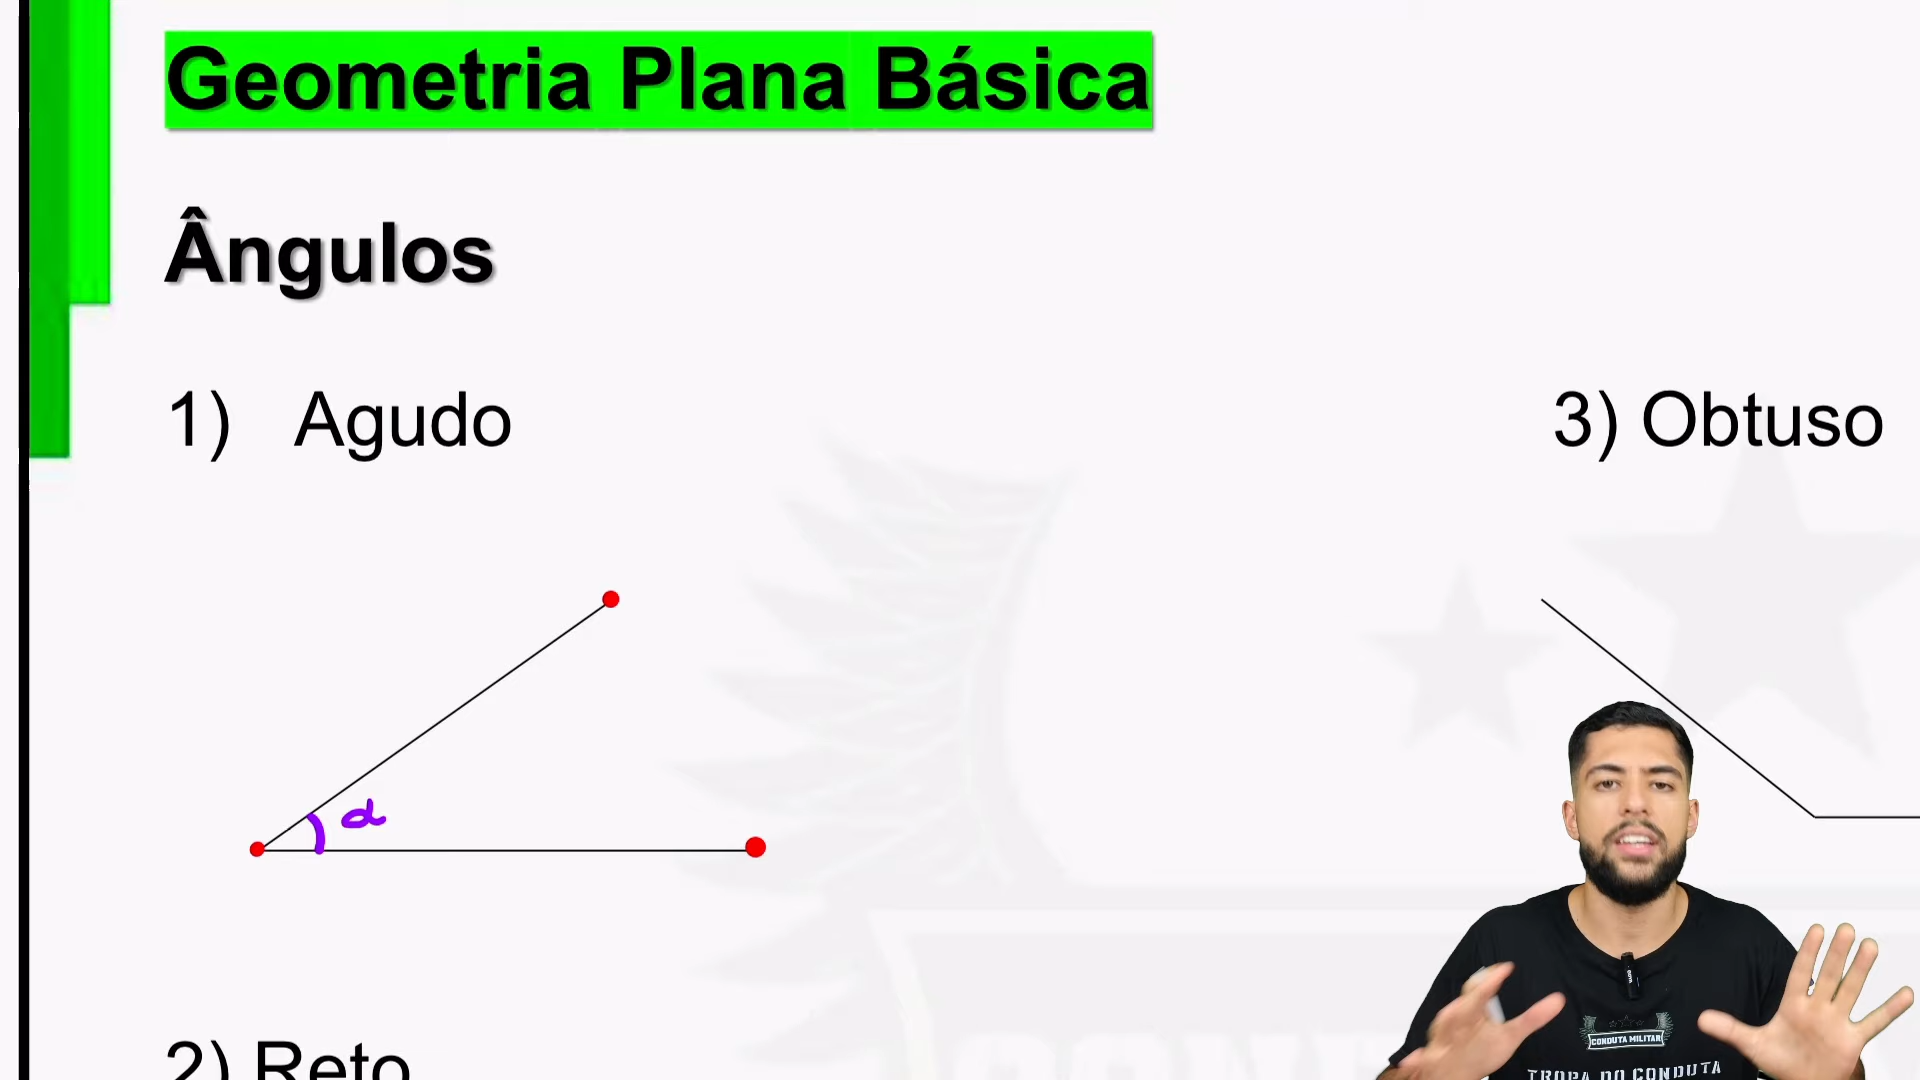 Geometria Plana Básica
Ângulos
1) Agudo
3) Obtuso
α
2) Reto
CONDUTA MILITAR
TROPA DO CONDUTA